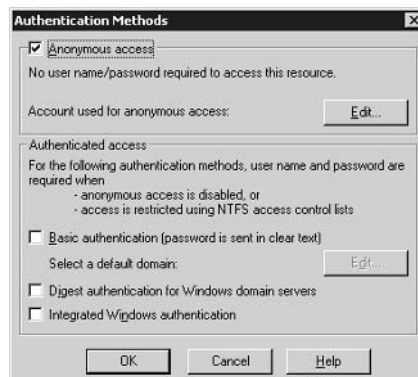 Authentication Methods
Anonymous access
No user name/password required to access this resource.
Account used for anonymous access:
Edit...
Authenticated access
For the following authentication methods, user name and password are
required when
- anonymous access is disabled, or
- access is restricted using NTFS access control lists
Basic authentication (password is sent in clear text)
Select a default domain:
Edit...
Digest authentication for Windows domain servers
Integrated Windows authentication
OK
Cancel
Help